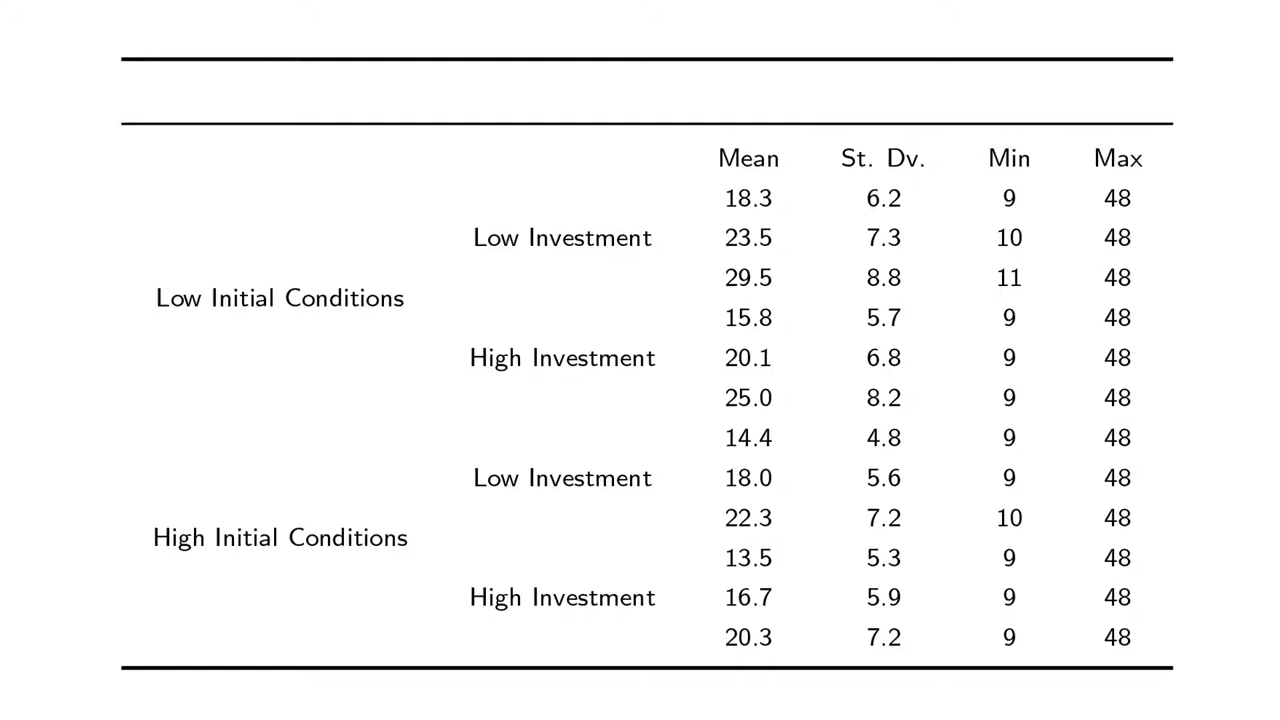 Mean St. Dv. Min Max
18.3 6.2 9 48
Low Investment 23.5 7.3 10 48
29.5 8.8 11 48
Low Initial Conditions
15.8 5.7 9 48
High Investment 20.1 6.8 9 48
25.0 8.2 9 48
14.4 4.8 9 48
Low Investment 18.0 5.6 9 48
22.3 7.2 10 48
High Initial Conditions
13.5 5.3 9 48
High Investment 16.7 5.9 9 48
20.3 7.2 9 48